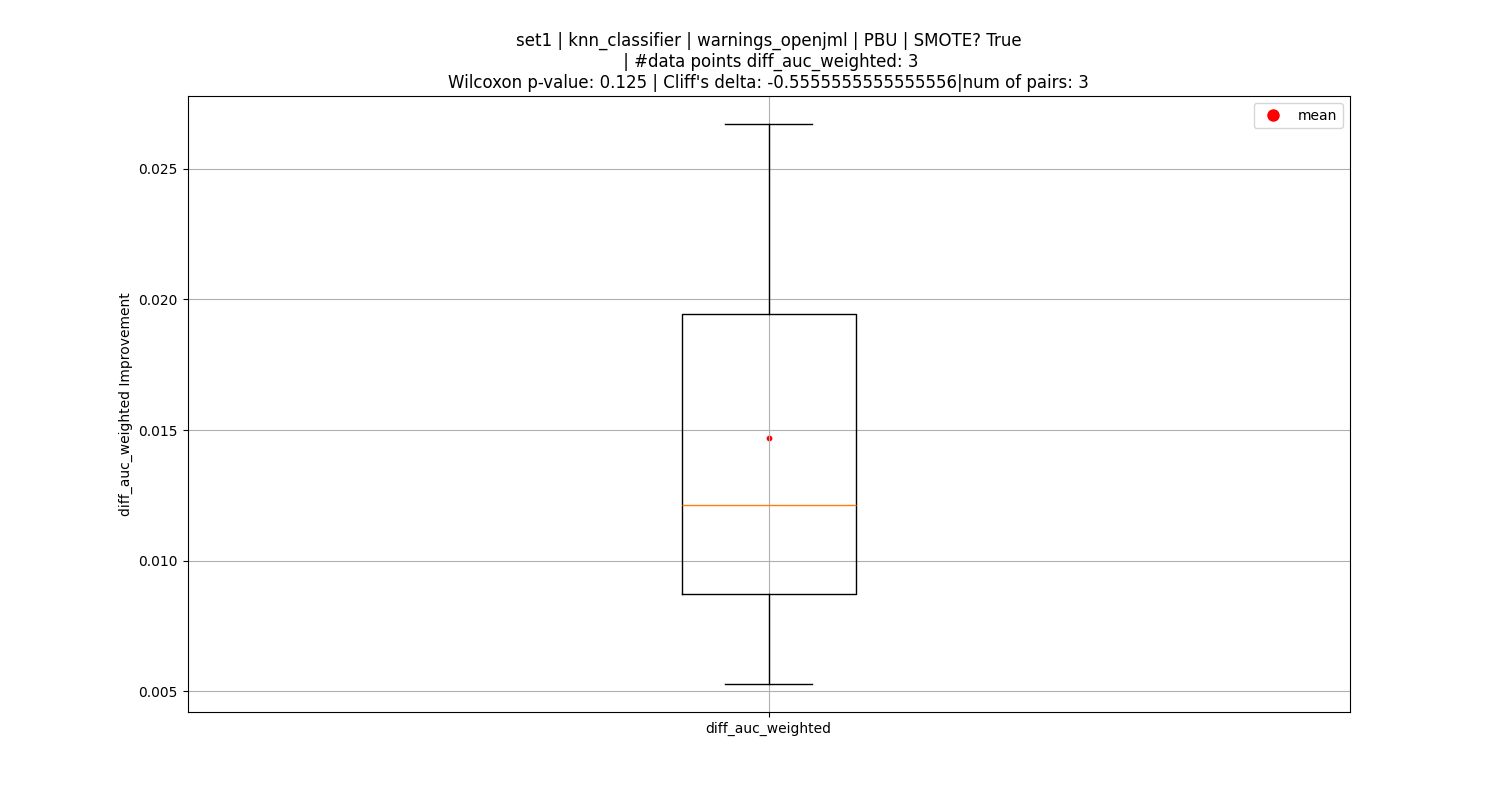 set1 | knn_classifier | warnings_openjml | PBU | SMOTE? True
| #data points diff_auc_weighted: 3
Wilcoxon p-value: 0.125 | Cliff's delta: -0.5555555555555556|num of pairs: 3
mean
0.025
0.020
0.015
0.010
0.005
diff_auc_weighted Improvement
diff_auc_weighted